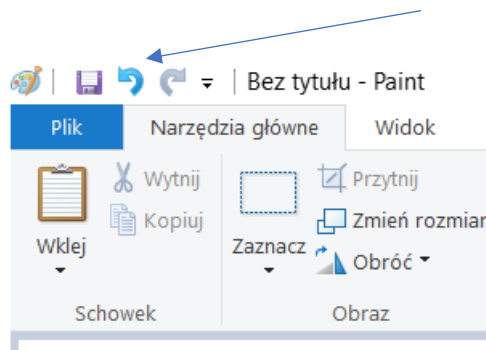 Bez tytułu - Paint
Plik Narzędzia główne Widok
Wklej
Wytnij
Kopiuj
Schowek
Zaznacz
Przytnij
Zmień rozmiar
Obróć
Obraz